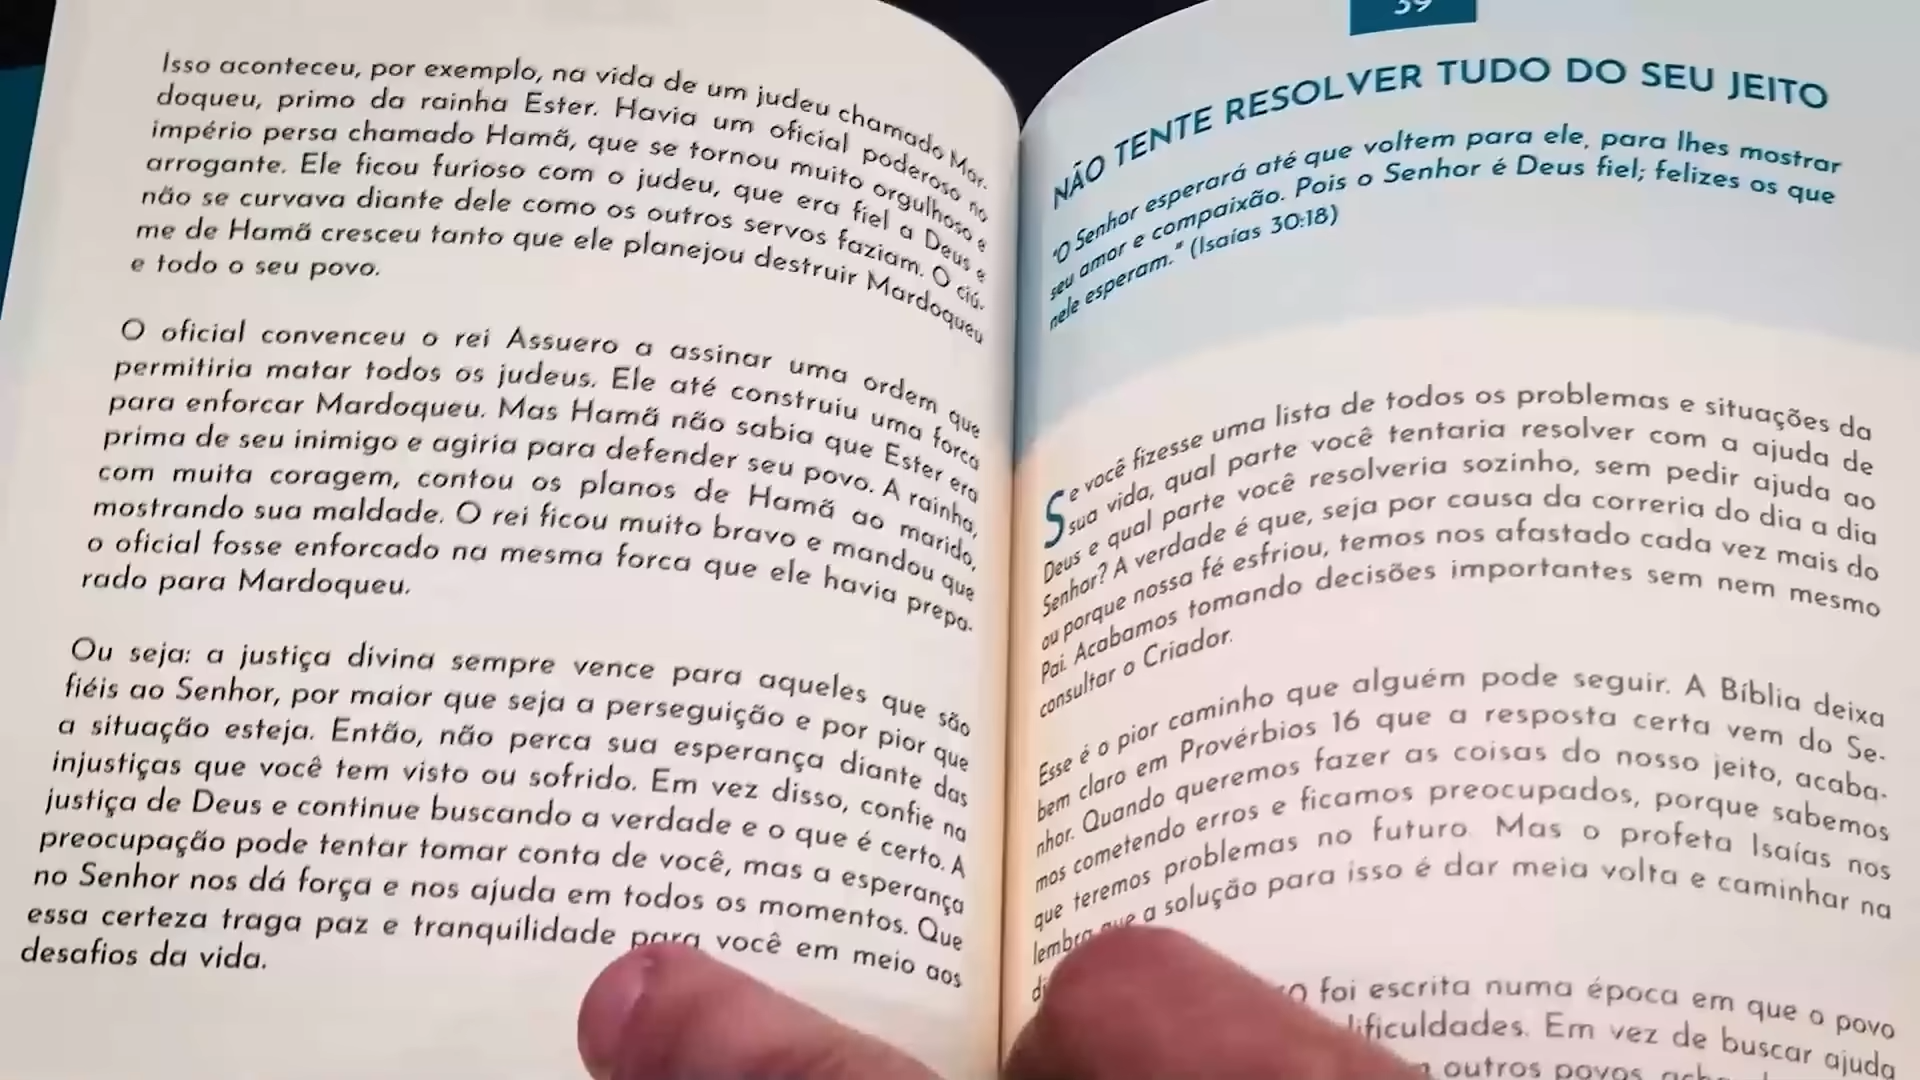 Isso aconteceu, por exemplo, na vida de um judeu chamado Mar-
doqueu, primo da rainha Ester. Havia um oficial poderoso no
império persa chamado Hamã, que se tornou muito orgulhoso e
arrogante. Ele ficou furioso com o judeu, que era fiel a Deus e
não se curvava diante dele como os outros servos faziam. O ciú-
me de Hamã cresceu tanto que ele planejou destruir Mardoqueu
e todo o seu povo.
O oficial convenceu o rei Assuero a assinar uma ordem que
permitiria matar todos os judeus. Ele até construiu uma forca
para enforcar Mardoqueu. Mas Hamã não sabia que Ester era
prima de seu inimigo e agiria para defender seu povo. A rainha,
com muita coragem, contou os planos de Hamã ao marido,
mostrando sua maldade. O rei ficou muito bravo e mandou que
o oficial fosse enforcado na mesma forca que ele havia prepa-
rado para Mardoqueu.
Ou seja: a justiça divina sempre vence para aqueles que são
fiéis ao Senhor, por maior que seja a perseguição e por pior que
a situação esteja. Então, não perca sua esperança diante das
injustiças que você tem visto ou sofrido. Em vez disso, confie na
justiça de Deus e continue buscando a verdade e o que é certo. A
preocupação pode tentar tomar conta de você, mas a esperança
no Senhor nos dá força e nos ajuda em todos os momentos. Que
essa certeza traga paz e tranquilidade para você em meio aos
desafios da vida.
39
NÃO TENTE RESOLVER TUDO DO SEU JEITO
"O Senhor esperará até que voltem para ele, para lhes mostrar
seu amor e compaixão. Pois o Senhor é Deus fiel; felizes os que
nele esperam." (Isaías 30:18)
Se você fizesse uma lista de todos os problemas e situações da
sua vida, qual parte você tentaria resolver com a ajuda de
Deus e qual parte você resolveria sozinho, sem pedir ajuda ao
Senhor? A verdade é que, seja por causa da correria do dia a dia
ou porque nossa fé esfriou, temos nos afastado cada vez mais do
Pai. Acabamos tomando decisões importantes sem nem mesmo
consultar o Criador.
Esse é o pior caminho que alguém pode seguir. A Bíblia deixa
bem claro em Provérbios 16 que a resposta certa vem do Se-
nhor. Quando queremos fazer as coisas do nosso jeito, acaba-
mos cometendo erros e ficamos preocupados, porque sabemos
que teremos problemas no futuro. Mas o profeta Isaías nos
lembra que a solução para isso é dar meia volta e caminhar na
foi escrita numa época em que o povo
dificuldades. Em vez de buscar ajuda
outros povos